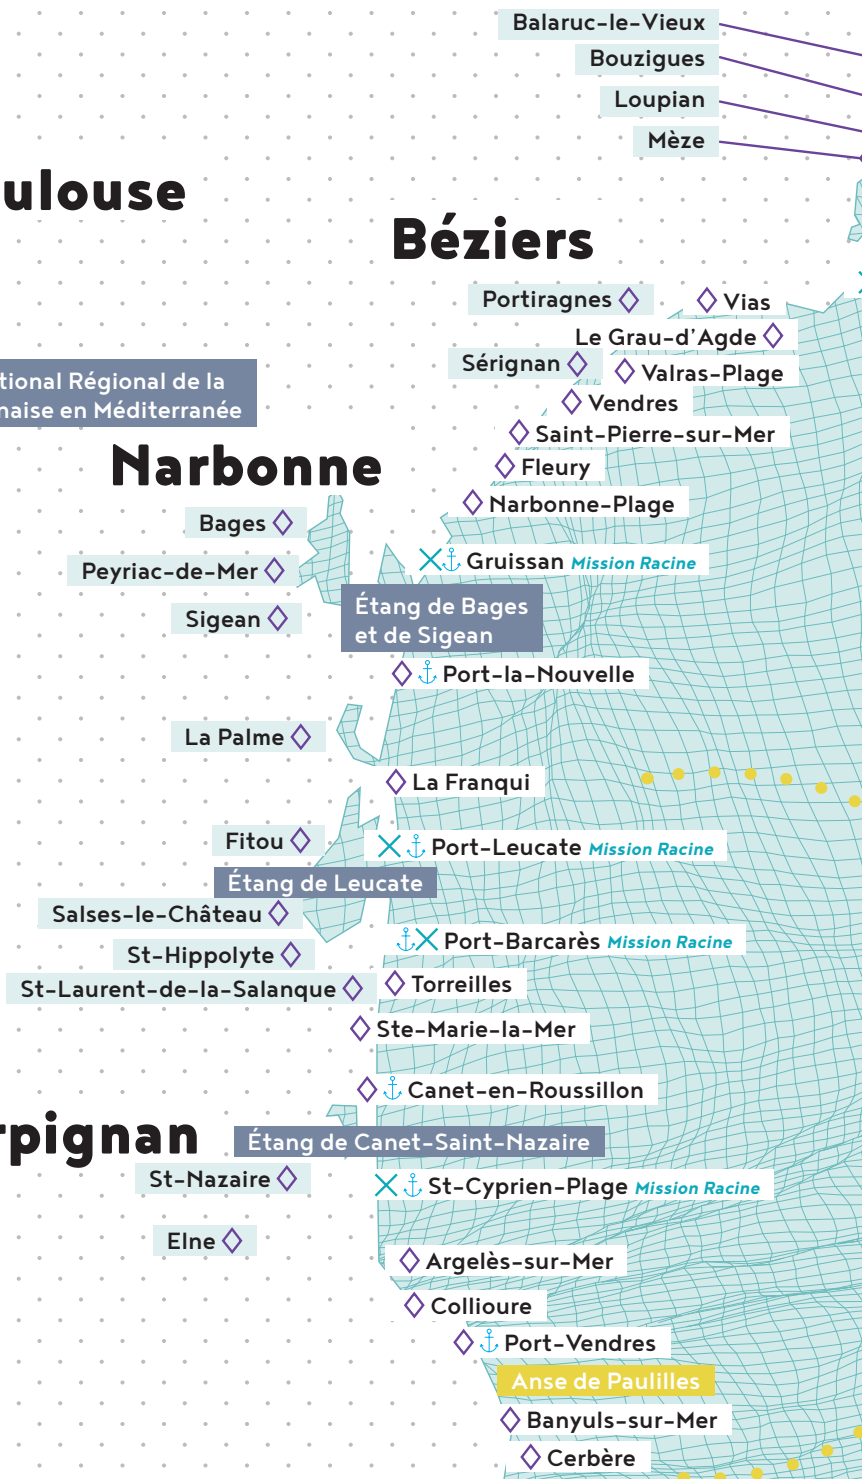 Balaruc-le-Vieux
Bouzigues
Loupian
Mèze
ulouse
Béziers
Portiragnes
Vias
Le Grau-d'Agde
Sérignan
Valras-Plage
tional Régional de la
naise en Méditerranée
Vendres
Saint-Pierre-sur-Mer
Narbonne
Fleury
Narbonne-Plage
Bages
Gruissan Mission Racine
Peyriac-de-Mer
Étang de Bages
et de Sigean
Sigean
Port-la-Nouvelle
La Palme
La Franqui
Fitou
Port-Leucate Mission Racine
Étang de Leucate
Salses-le-Château
Port-Barcarès Mission Racine
St-Hippolyte
Torreilles
St-Laurent-de-la-Salanque
Ste-Marie-la-Mer
Canet-en-Roussillon
rpignan
Étang de Canet-Saint-Nazaire
St-Nazaire
St-Cyprien-Plage Mission Racine
Elne
Argelès-sur-Mer
Collioure
Port-Vendres
Anse de Paulilles
Banyuls-sur-Mer
Cerbère